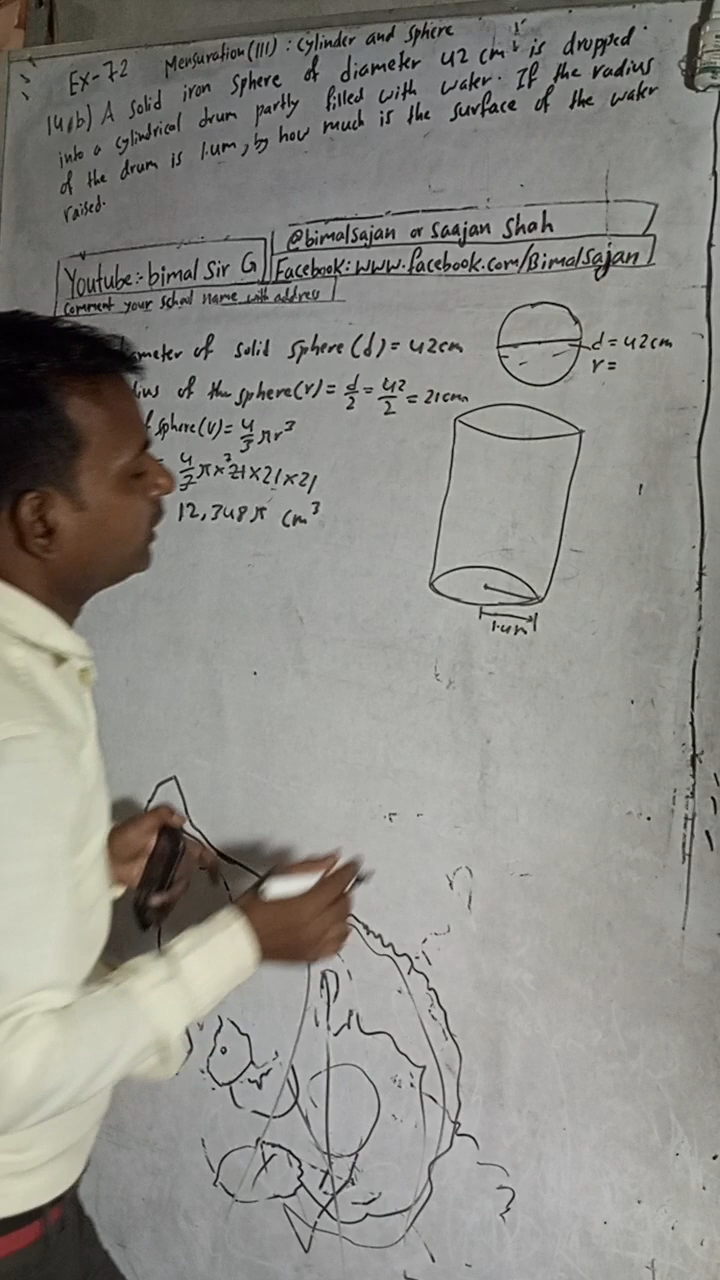 Ex-7.2 Mensuration (III) : Cylinder and sphere
14.b) A solid iron sphere of diameter 42 cm is dropped
into a cylindrical drum partly filled with water. If the radius
of the drum is 1.4m, by how much is the surface of the water
raised.
@bimalsajan or Saajan Shah
Youtube:- bimal Sir G
Facebook: www.facebook.com/BimalSajan
Comment your school name with address
ameter of solid sphere (d) = 42cm
d = 42cm
r =
ius of the sphere (r) = d/2 = 42/2 = 21cm
sphere (V) = 4/3 πr³
4/3 π × 21 × 21 × 21
12,348π cm³
1.4m